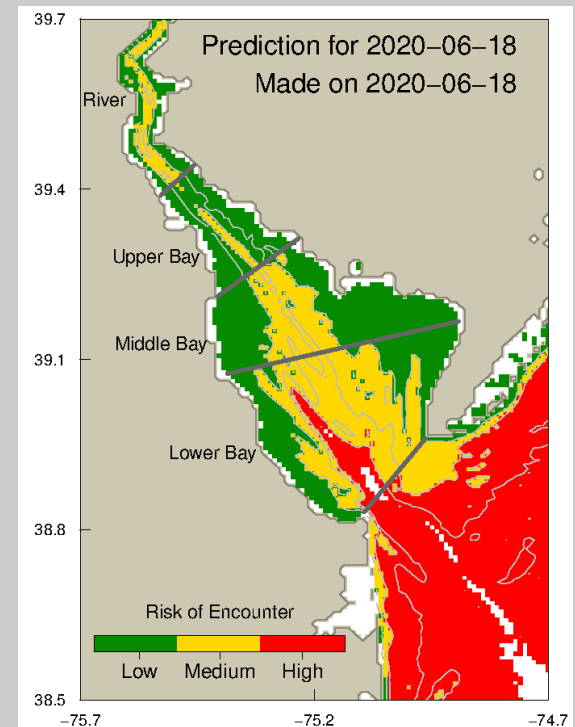 39.7
Prediction for 2020−06−18
Made on 2020−06−18
River
39.4
Upper Bay
Middle Bay
39.1
Lower Bay
38.8
Risk of Encounter
Low Medium High
38.5
−75.7 −75.2 −74.7